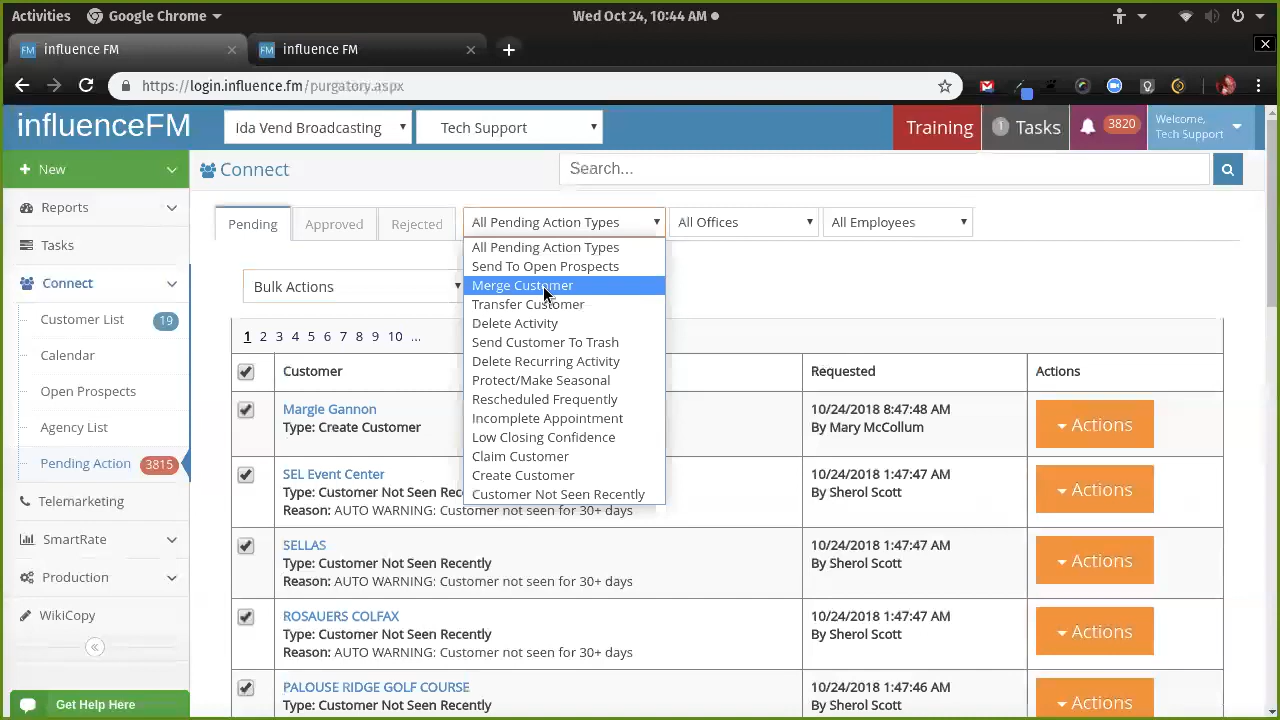 Activities Google Chrome Wed Oct 24, 10:44 AM
influence FM influence FM
https://login.influence.fm/purgatory.aspx
influenceFM Ida Vend Broadcasting Tech Support Training 1 Tasks 3820 Welcome,
Tech Support
New Connect Search...
Reports
Pending Approved Rejected All Pending Action Types All Offices All Employees
Tasks
All Pending Action Types
Send To Open Prospects
Merge Customer
Transfer Customer
Delete Activity
Send Customer To Trash
Delete Recurring Activity
Protect/Make Seasonal
Rescheduled Frequently
Incomplete Appointment
Low Closing Confidence
Claim Customer
Create Customer
Customer Not Seen Recently
Connect
Customer List 19
Calendar
Open Prospects
Agency List
Pending Action 3815
Telemarketing
SmartRate
Production
WikiCopy
Get Help Here
Bulk Actions
1 2 3 4 5 6 7 8 9 10 ...
Customer Requested Actions
Margie Gannon
Type: Create Customer
10/24/2018 8:47:48 AM
By Mary McCollum
Actions
SEL Event Center
Type: Customer Not Seen Rec
Reason: AUTO WARNING: Customer not seen for 30+ days
10/24/2018 1:47:47 AM
By Sherol Scott
Actions
SELLAS
Type: Customer Not Seen Recently
Reason: AUTO WARNING: Customer not seen for 30+ days
10/24/2018 1:47:47 AM
By Sherol Scott
Actions
ROSAUERS COLFAX
Type: Customer Not Seen Recently
Reason: AUTO WARNING: Customer not seen for 30+ days
10/24/2018 1:47:47 AM
By Sherol Scott
Actions
PALOUSE RIDGE GOLF COURSE
Type: Customer Not Seen Recently
10/24/2018 1:47:46 AM
By Sherol Scott
Actions